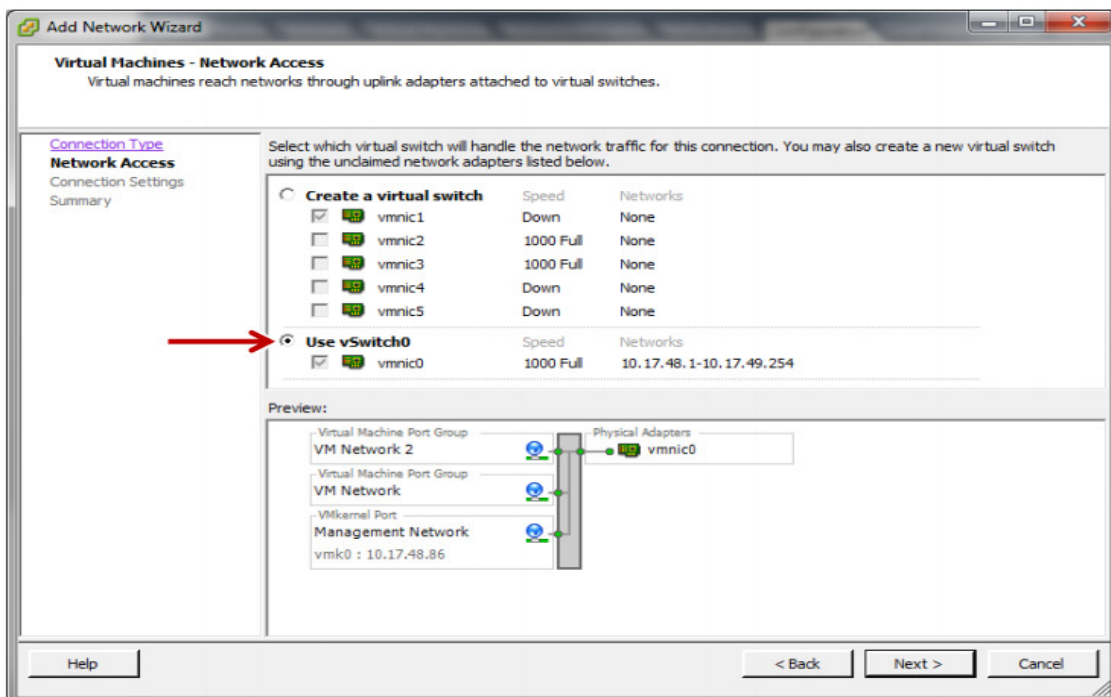 Add Network Wizard
Virtual Machines - Network Access
Virtual machines reach networks through uplink adapters attached to virtual switches.
Connection Type
Network Access
Connection Settings
Summary
Select which virtual switch will handle the network traffic for this connection. You may also create a new virtual switch
using the unclaimed network adapters listed below.
Create a virtual switch Speed Networks
vmnic1 Down None
vmnic2 1000 Full None
vmnic3 1000 Full None
vmnic4 Down None
vmnic5 Down None
Use vSwitch0 Speed Networks
vmnic0 1000 Full 10.17.48.1-10.17.49.254
Preview:
Virtual Machine Port Group Physical Adapters
VM Network 2 vmnic0
Virtual Machine Port Group
VM Network
VMkernel Port
Management Network
vmk0 : 10.17.48.86
Help < Back Next > Cancel